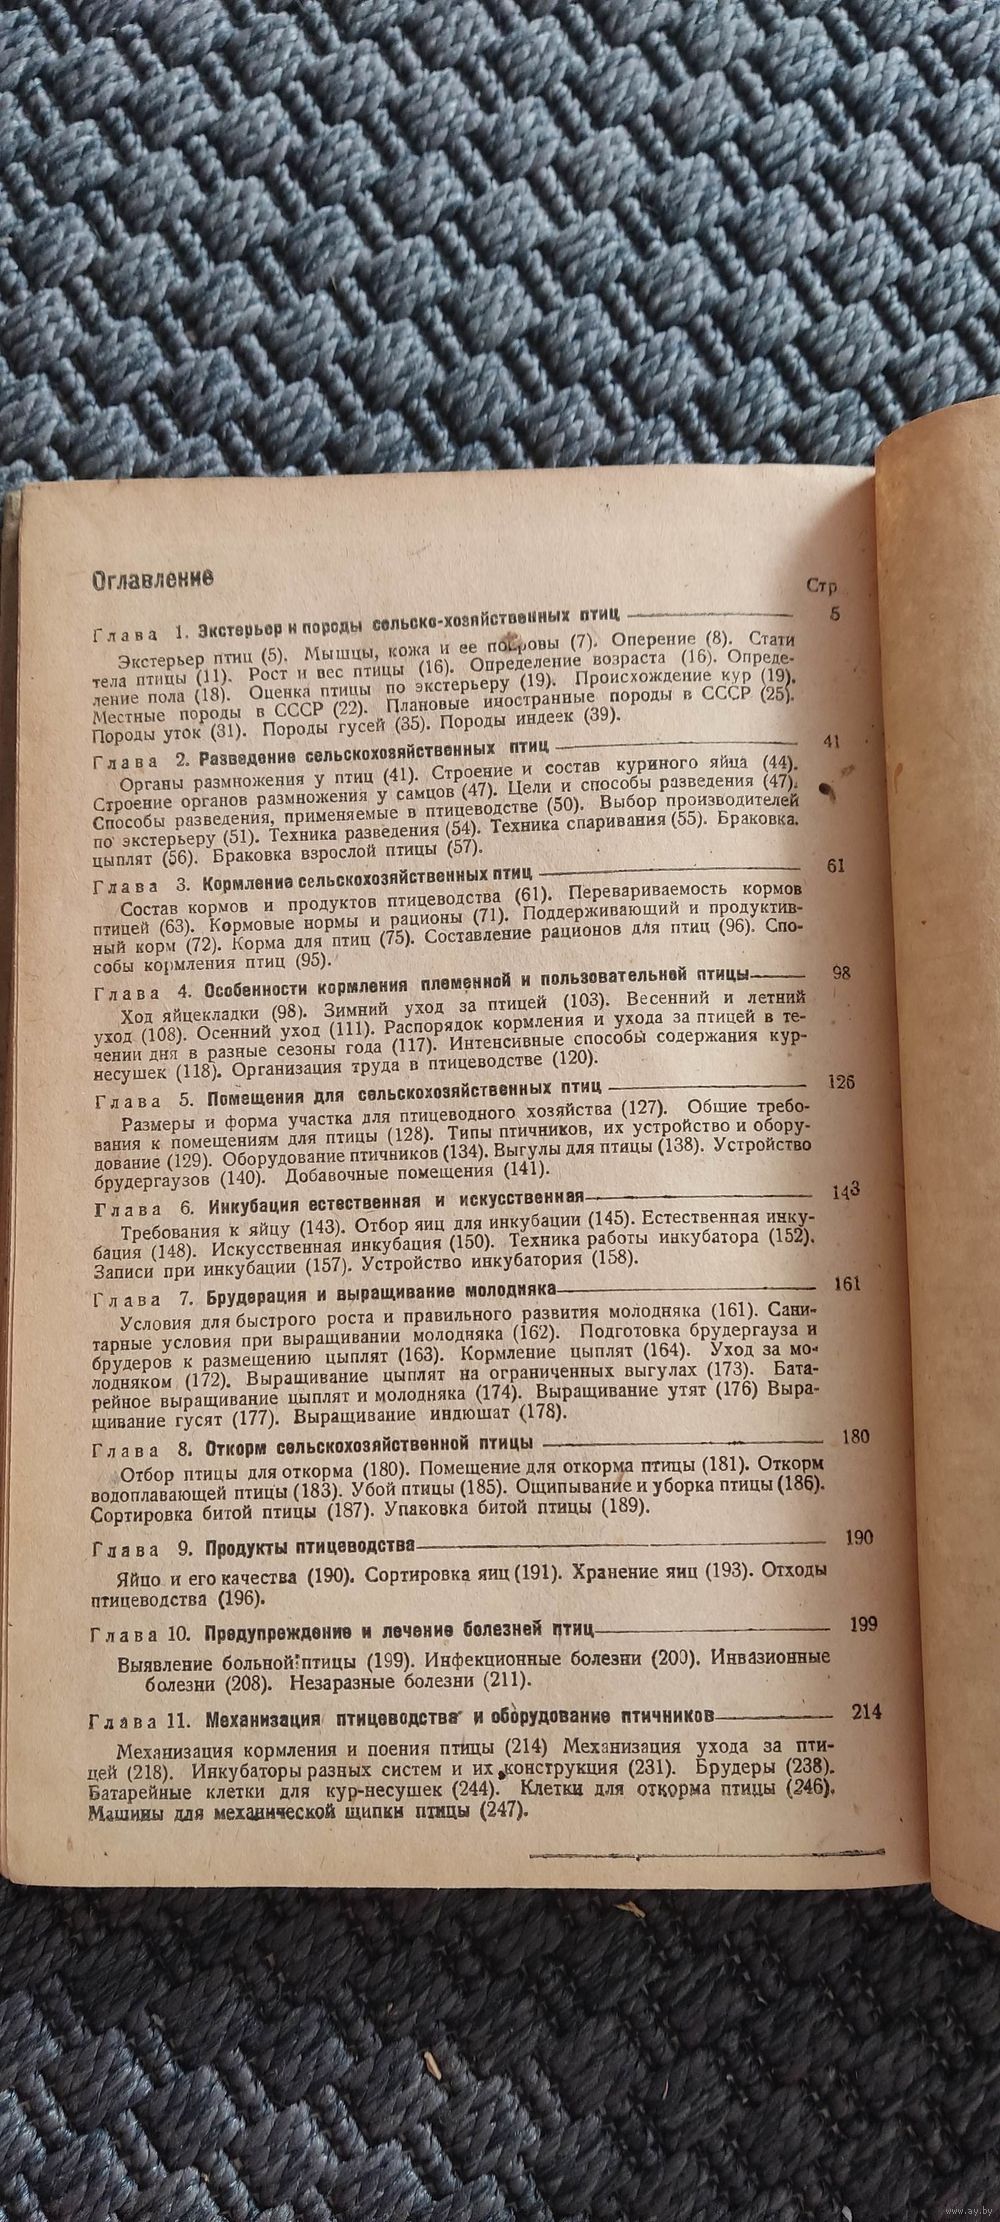 Оглавление
Стр
Глава 1. Экстерьер и породы сельско-хозяйственных птиц 5
Экстерьер птиц (5). Мышцы, кожа и ее покровы (7). Оперение (8). Стати
тела птицы (11). Рост и вес птицы (16). Определение возраста (16). Опреде-
ление пола (18). Оценка птицы по экстерьеру (19). Происхождение кур (19).
Местные породы в СССР (22). Плановые иностранные породы в СССР (25).
Породы уток (31). Породы гусей (35). Породы индеек (39).
Глава 2. Разведение сельскохозяйственных птиц 41
Органы размножения у птиц (41). Строение и состав куриного яйца (44).
Строение органов размножения у самцов (47). Цели и способы разведения (47).
Способы разведения, применяемые в птицеводстве (50). Выбор производителей
по экстерьеру (51). Техника разведения (54). Техника спаривания (55). Браковка.
цыплят (56). Браковка взрослой птицы (57).
Глава 3. Кормление сельскохозяйственных птиц 61
Состав кормов и продуктов птицеводства (61). Перевариваемость кормов
птицей (63). Кормовые нормы и рационы (71). Поддерживающий и продуктив-
ный корм (72). Корма для птиц (75). Составление рационов для птиц (96). Спо-
собы кормления птиц (95).
Глава 4. Особенности кормления племенной и пользовательной птицы 98
Ход яйцекладки (98). Зимний уход за птицей (103). Весенний и летний
уход (108). Осенний уход (111). Распорядок кормления и ухода за птицей в те-
чении дня в разные сезоны года (117). Интенсивные способы содержания кур-
несушек (118). Организация труда в птицеводстве (120).
Глава 5. Помещения для сельскохозяйственных птиц 126
Размеры и форма участка для птицеводного хозяйства (127). Общие требо-
вания к помещениям для птицы (128). Типы птичников, их устройство и обору-
дование (129). Оборудование птичников (134). Выгулы для птицы (138). Устройство
брудергаузов (140). Добавочные помещения (141).
Глава 6. Инкубация естественная и искусственная 143
Требования к яйцу (143). Отбор яиц для инкубации (145). Естественная инку-
бация (148). Искусственная инкубация (150). Техника работы инкубатора (152).
Записи при инкубации (157). Устройство инкубатория (158).
Глава 7. Брудерация и выращивание молодняка 161
Условия для быстрого роста и правильного развития молодняка (161). Сани-
тарные условия при выращивании молодняка (162). Подготовка брудергауза и
брудеров к размещению цыплят (163). Кормление цыплят (164). Уход за мо-
лодняком (172). Выращивание цыплят на ограниченных выгулах (173). Бата-
рейное выращивание цыплят и молодняка (174). Выращивание утят (176) Выра-
щивание гусят (177). Выращивание индюшат (178).
Глава 8. Откорм сельскохозяйственной птицы 180
Отбор птицы для откорма (180). Помещение для откорма птицы (181). Откорм
водоплавающей птицы (183). Убой птицы (185). Ощипывание и уборка птицы (186).
Сортировка битой птицы (187). Упаковка битой птицы (189).
Глава 9. Продукты птицеводства 190
Яйцо и его качества (190). Сортировка яиц (191). Хранение яиц (193). Отходы
птицеводства (196).
Глава 10. Предупреждение и лечение болезней птиц 199
Выявление больной птицы (199). Инфекционные болезни (200). Инвазионные
болезни (208). Незаразные болезни (211).
Глава 11. Механизация птицеводства и оборудование птичников 214
Механизация кормления и поения птицы (214) Механизация ухода за пти-
цей (218). Инкубаторы разных систем и их конструкция (231). Брудеры (238).
Батарейные клетки для кур-несушек (244). Клетки для откорма птицы (246).
Машины для механической щипки птицы (247).
www.ay.by